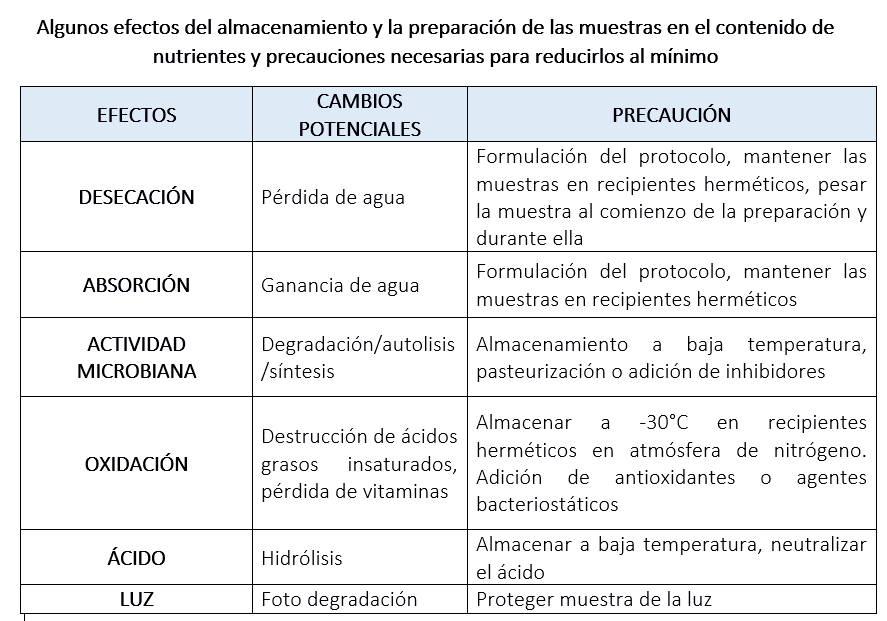 Algunos efectos del almacenamiento y la preparación de las muestras en el contenido de
nutrientes y precauciones necesarias para reducirlos al mínimo
EFECTOS
CAMBIOS
POTENCIALES
PRECAUCIÓN
DESECACIÓN
Pérdida de agua
Formulación del protocolo, mantener las
muestras en recipientes herméticos, pesar
la muestra al comienzo de la preparación y
durante ella
ABSORCIÓN
Ganancia de agua
Formulación del protocolo, mantener las
muestras en recipientes herméticos
ACTIVIDAD
MICROBIANA
Degradación/autolisis
/síntesis
Almacenamiento a baja temperatura,
pasteurización o adición de inhibidores
OXIDACIÓN
Destrucción de ácidos
grasos insaturados,
pérdida de vitaminas
Almacenar a -30°C en recipientes
herméticos en atmósfera de nitrógeno.
Adición de antioxidantes o agentes
bacteriostáticos
ÁCIDO
Hidrólisis
Almacenar a baja temperatura, neutralizar
el ácido
LUZ
Foto degradación
Proteger muestra de la luz